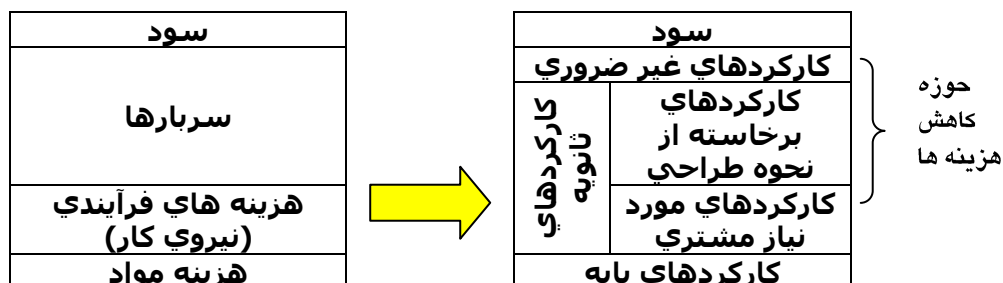 سود
سربارها
هزينه هاي فرآيندي
(نيروي کار)
هزينه مواد
سود
کارکردهاي غير ضروري
کارکردهاي
ثانويه
کارکردهاي
برخاسته از
نحوه طراحي
کارکردهاي مورد
نياز مشتري
کارکردهاي پايه
حوزه
کاهش
هزينه ها